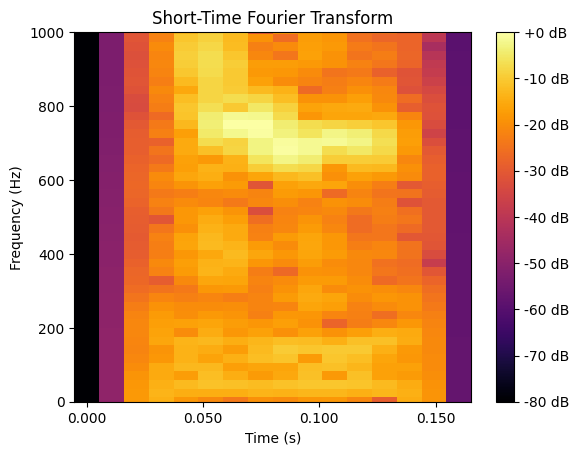 Short-Time Fourier Transform
1000
800
600
400
200
0
Frequency (Hz)
0.000
0.050
0.100
0.150
Time (s)
+0 dB
-10 dB
-20 dB
-30 dB
-40 dB
-50 dB
-60 dB
-70 dB
-80 dB